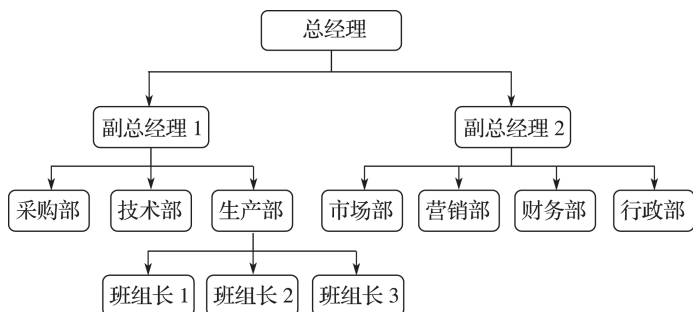 总经理
副总经理 1
副总经理 2
采购部
技术部
生产部
市场部
营销部
财务部
行政部
班组长 1
班组长 2
班组长 3